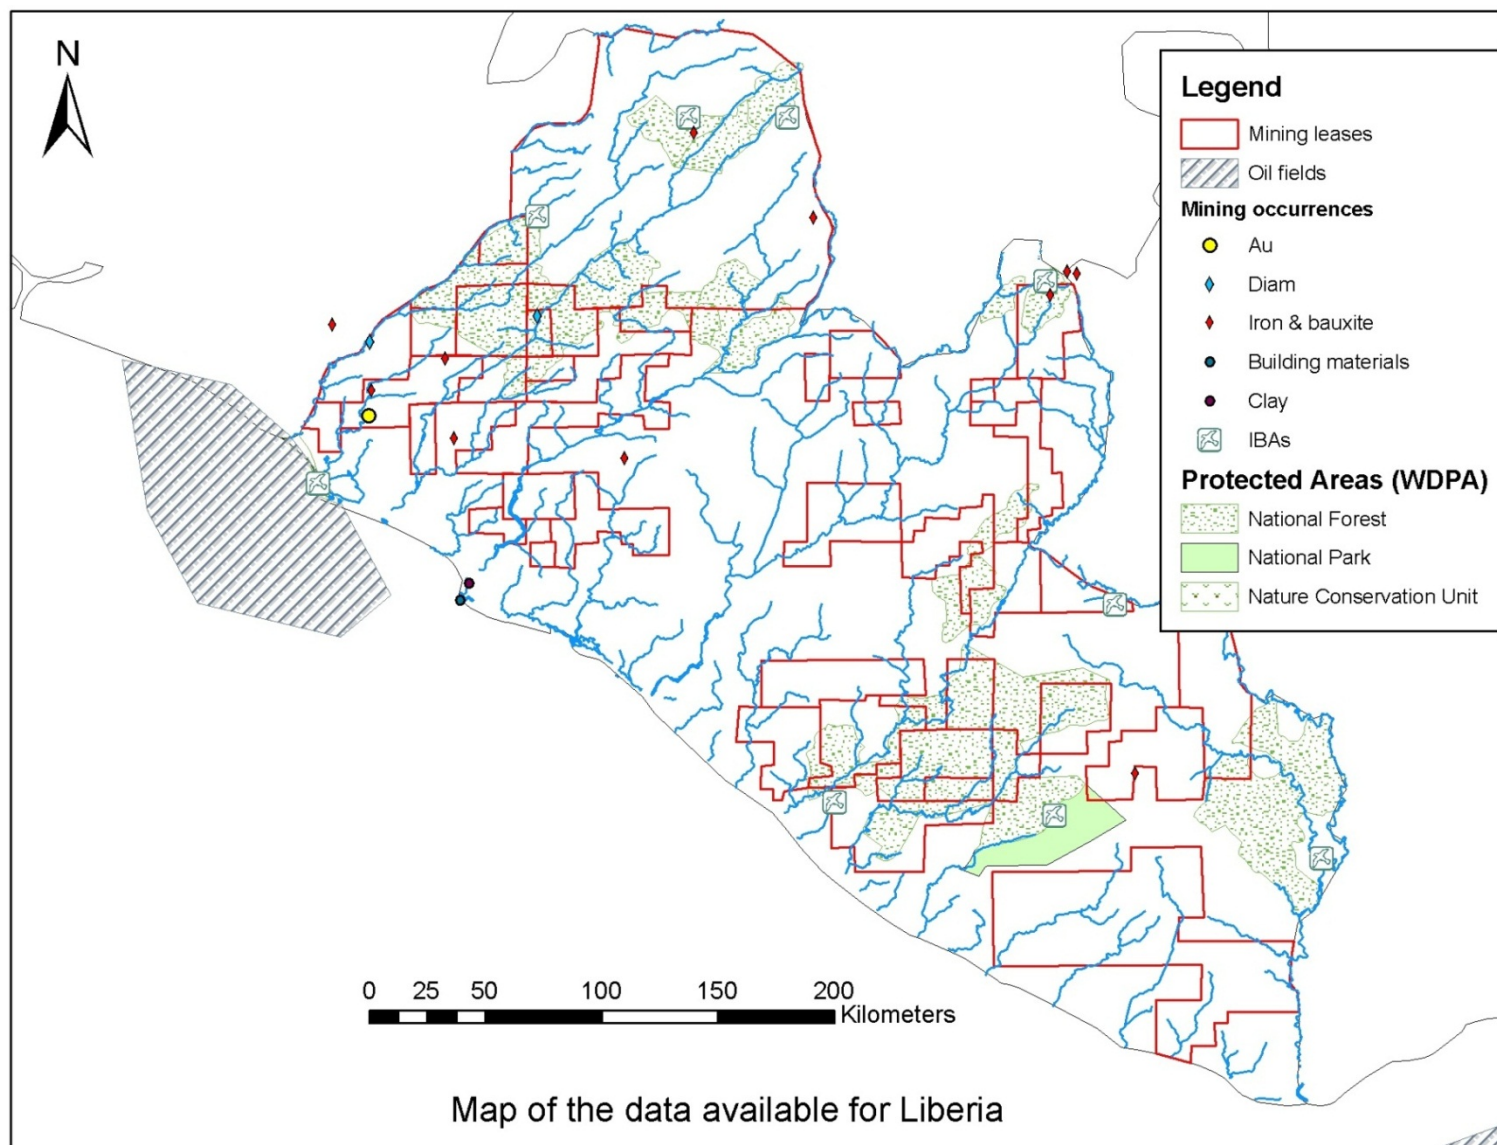 N
Legend
Mining leases
Oil fields
Mining occurrences
Au
Diam
Iron & bauxite
Building materials
Clay
IBAs
Protected Areas (WDPA)
National Forest
National Park
Nature Conservation Unit
0 25 50 100 150 200
Kilometers
Map of the data available for Liberia